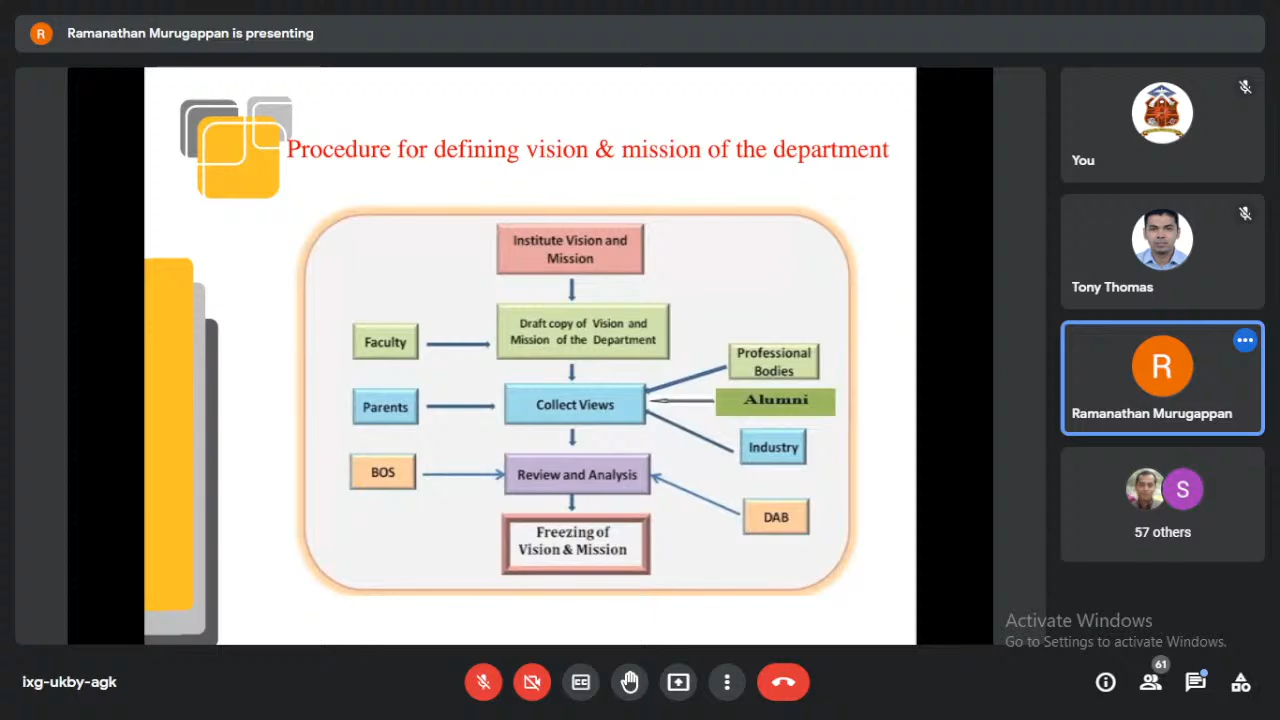 R Ramanathan Murugappan is presenting
Procedure for defining vision & mission of the department
Institute Vision and
Mission
Draft copy of Vision and
Mission of the Department
Faculty
Professional
Bodies
Parents
Collect Views
Alumni
Industry
BOS
Review and Analysis
DAB
Freezing of
Vision & Mission
You
Tony Thomas
R
Ramanathan Murugappan
S
57 others
Activate Windows
Go to Settings to activate Windows.
ixg-ukby-agk
61